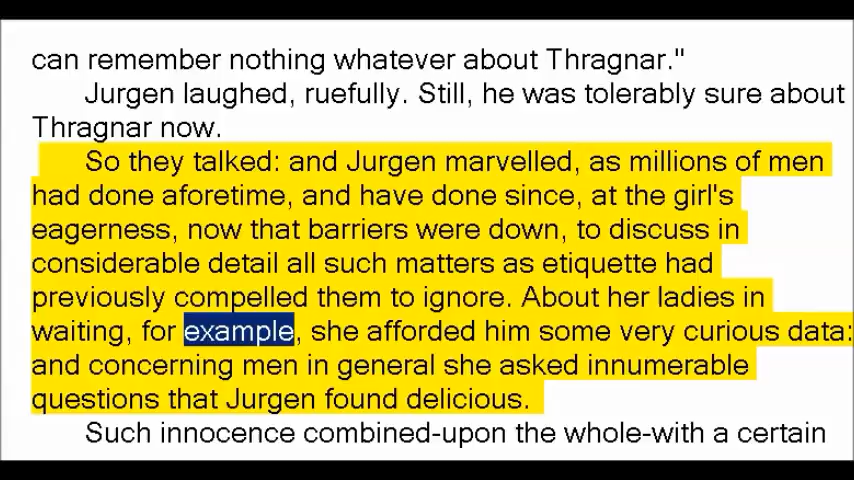 can remember nothing whatever about Thragnar."
Jurgen laughed, ruefully. Still, he was tolerably sure about
Thragnar now.
So they talked: and Jurgen marvelled, as millions of men
had done aforetime, and have done since, at the girl's
eagerness, now that barriers were down, to discuss in
considerable detail all such matters as etiquette had
previously compelled them to ignore. About her ladies in
waiting, for example, she afforded him some very curious data:
and concerning men in general she asked innumerable
questions that Jurgen found delicious.
Such innocence combined-upon the whole-with a certain